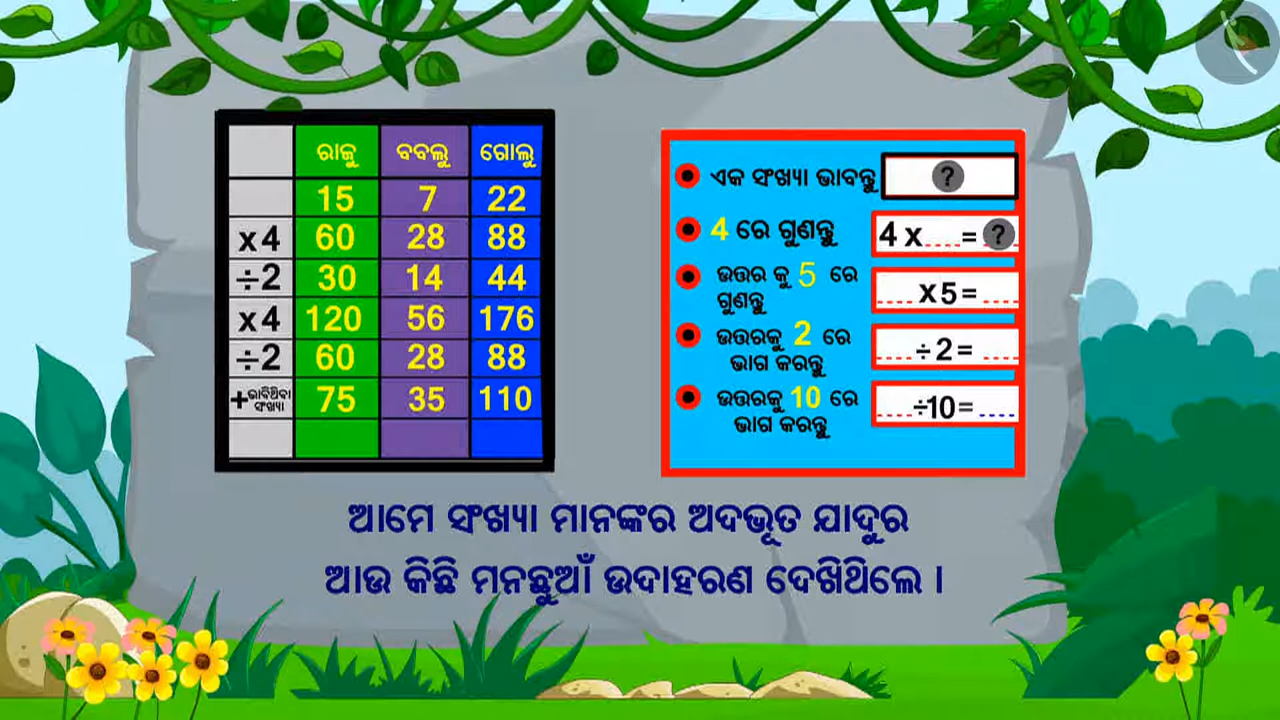 ରାଜୁ ବବଲୁ ଗୋଲୁ
15 7 22
x4 60 28 88
÷2 30 14 44
x4 120 56 176
÷2 60 28 88
+ଭାବିଥିବା ସଂଖ୍ୟା 75 35 110
ଏକ ସଂଖ୍ୟା ଭାବନ୍ତୁ ?
4 ରେ ଗୁଣନ୍ତୁ 4 x.... = ?
ଉତ୍ତର କୁ 5 ରେ
ଗୁଣନ୍ତୁ
.... x5= ....
ଉତ୍ତରକୁ 2 ରେ
ଭାଗ କରନ୍ତୁ
.... ÷2= ....
ଉତ୍ତରକୁ 10 ରେ
ଭାଗ କରନ୍ତୁ
....÷10= ....
ଆମେ ସଂଖ୍ୟା ମାନଙ୍କର ଅଦଭୂତ ଯାଦୁର
ଆଉ କିଛି ମନଛୁଆଁ ଉଦାହରଣ ଦେଖିଥିଲେ ।